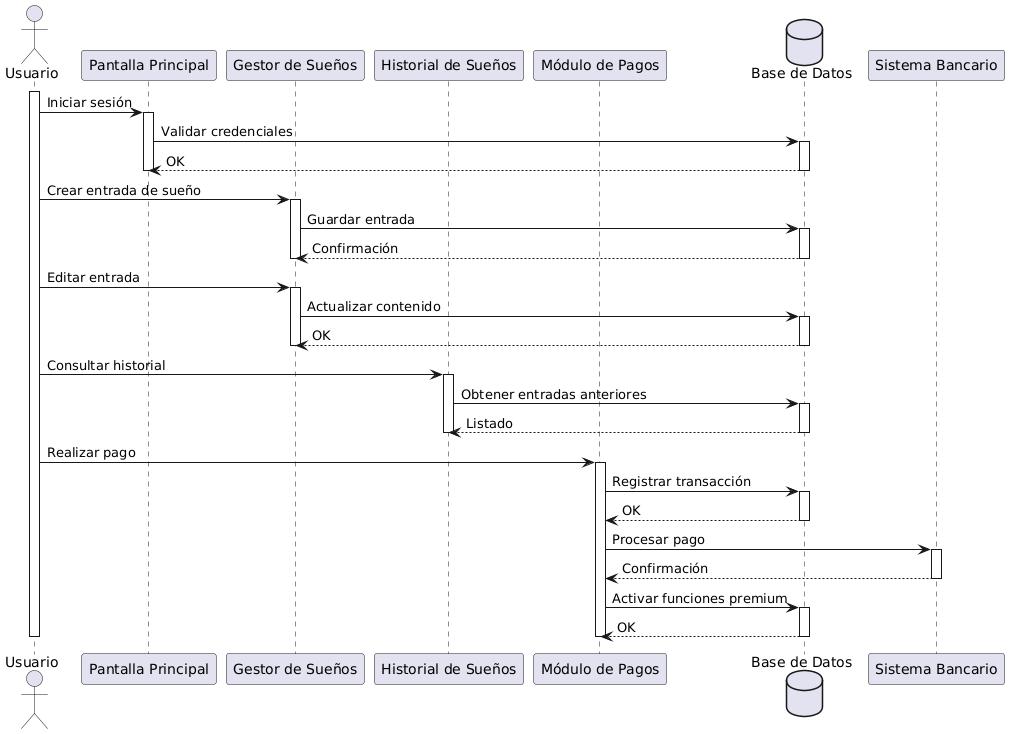 Usuario
Pantalla Principal
Gestor de Sueños
Historial de Sueños
Módulo de Pagos
Base de Datos
Sistema Bancario
Iniciar sesión
Validar credenciales
OK
Crear entrada de sueño
Guardar entrada
Confirmación
Editar entrada
Actualizar contenido
OK
Consultar historial
Obtener entradas anteriores
Listado
Realizar pago
Registrar transacción
OK
Procesar pago
Confirmación
Activar funciones premium
OK
Usuario
Pantalla Principal
Gestor de Sueños
Historial de Sueños
Módulo de Pagos
Base de Datos
Sistema Bancario